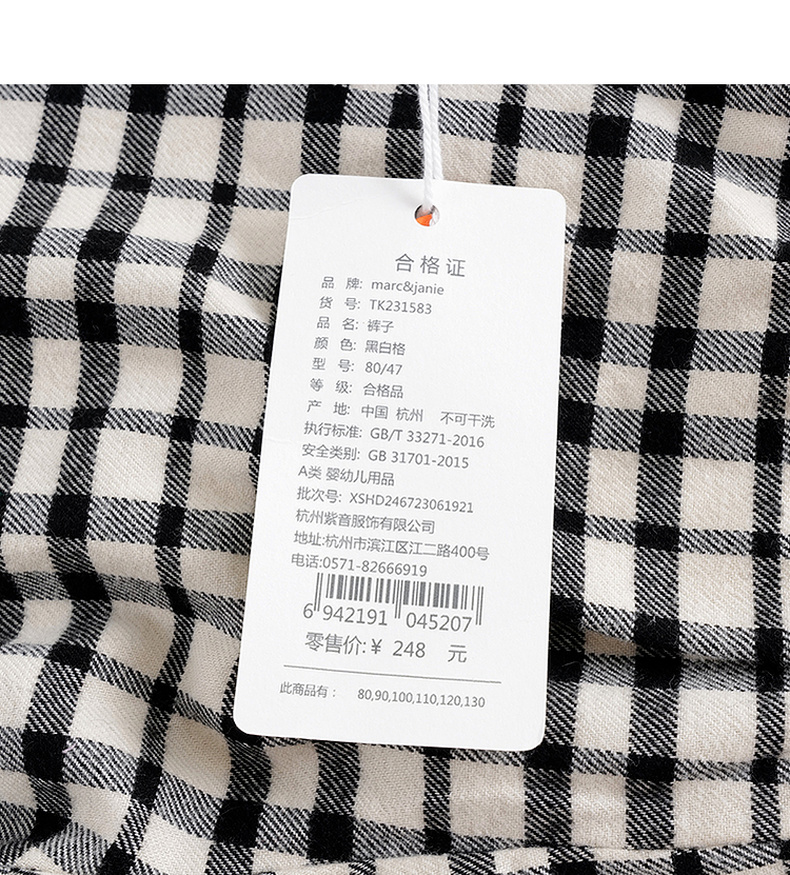 合格证
品 牌: marc&janie
货 号: TK231583
品 名: 裤子
颜 色: 黑白格
型 号: 80/47
等 级: 合格品
产 地: 中国 杭州 不可干洗
执行标准: GB/T 33271-2016
安全类别: GB 31701-2015
A类 婴幼儿用品
批次号: XSHD246723061921
杭州紫音服饰有限公司
地址:杭州市滨江区江二路400号
电话:0571-82666919
6 942191 045207
零售价:¥ 248 元
此商品有： 80,90,100,110,120,130